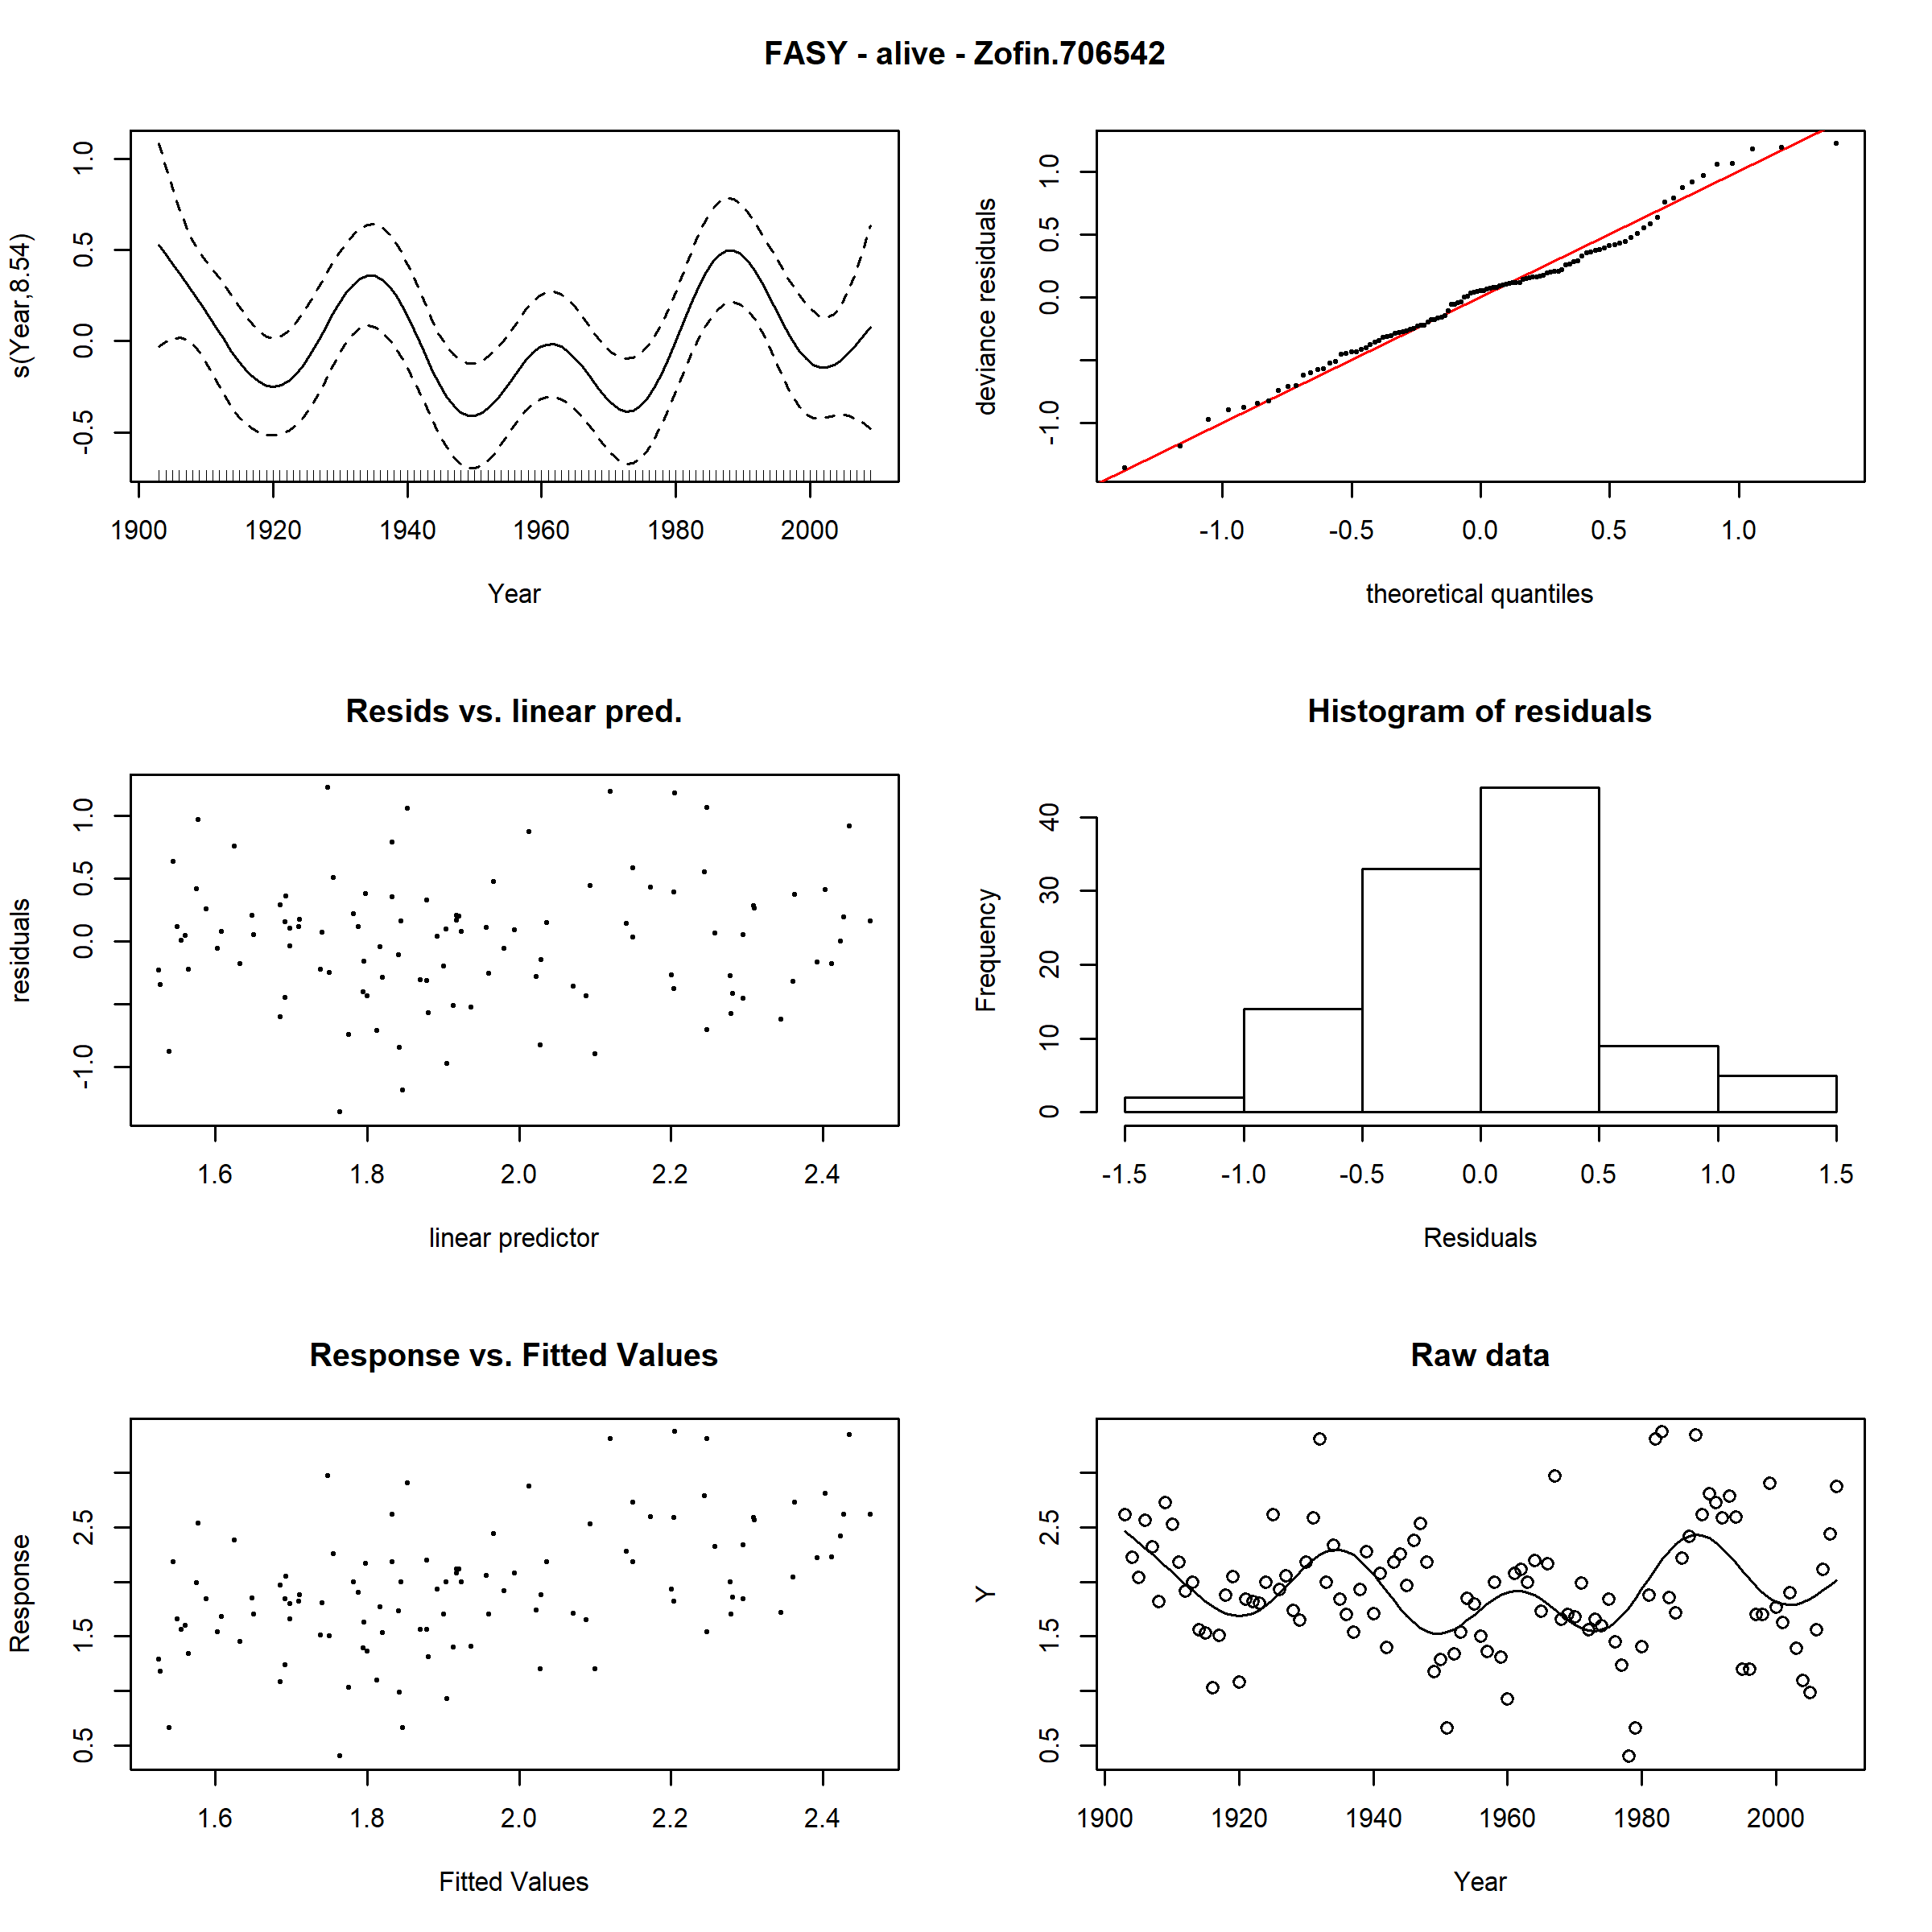 FASY - alive - Zofin.706542
s(Year,8.54)
1.0
0.5
0.0
-0.5
1900 1920 1940 1960 1980 2000
Year
deviance residuals
1.0
0.5
0.0
-1.0
-1.0 -0.5 0.0 0.5 1.0
theoretical quantiles
Resids vs. linear pred.
residuals
1.0
0.5
0.0
-1.0
1.6 1.8 2.0 2.2 2.4
linear predictor
Histogram of residuals
Frequency
40
30
20
10
0
-1.5 -1.0 -0.5 0.0 0.5 1.0 1.5
Residuals
Response vs. Fitted Values
Response
2.5
1.5
0.5
1.6 1.8 2.0 2.2 2.4
Fitted Values
Raw data
Y
2.5
1.5
0.5
1900 1920 1940 1960 1980 2000
Year